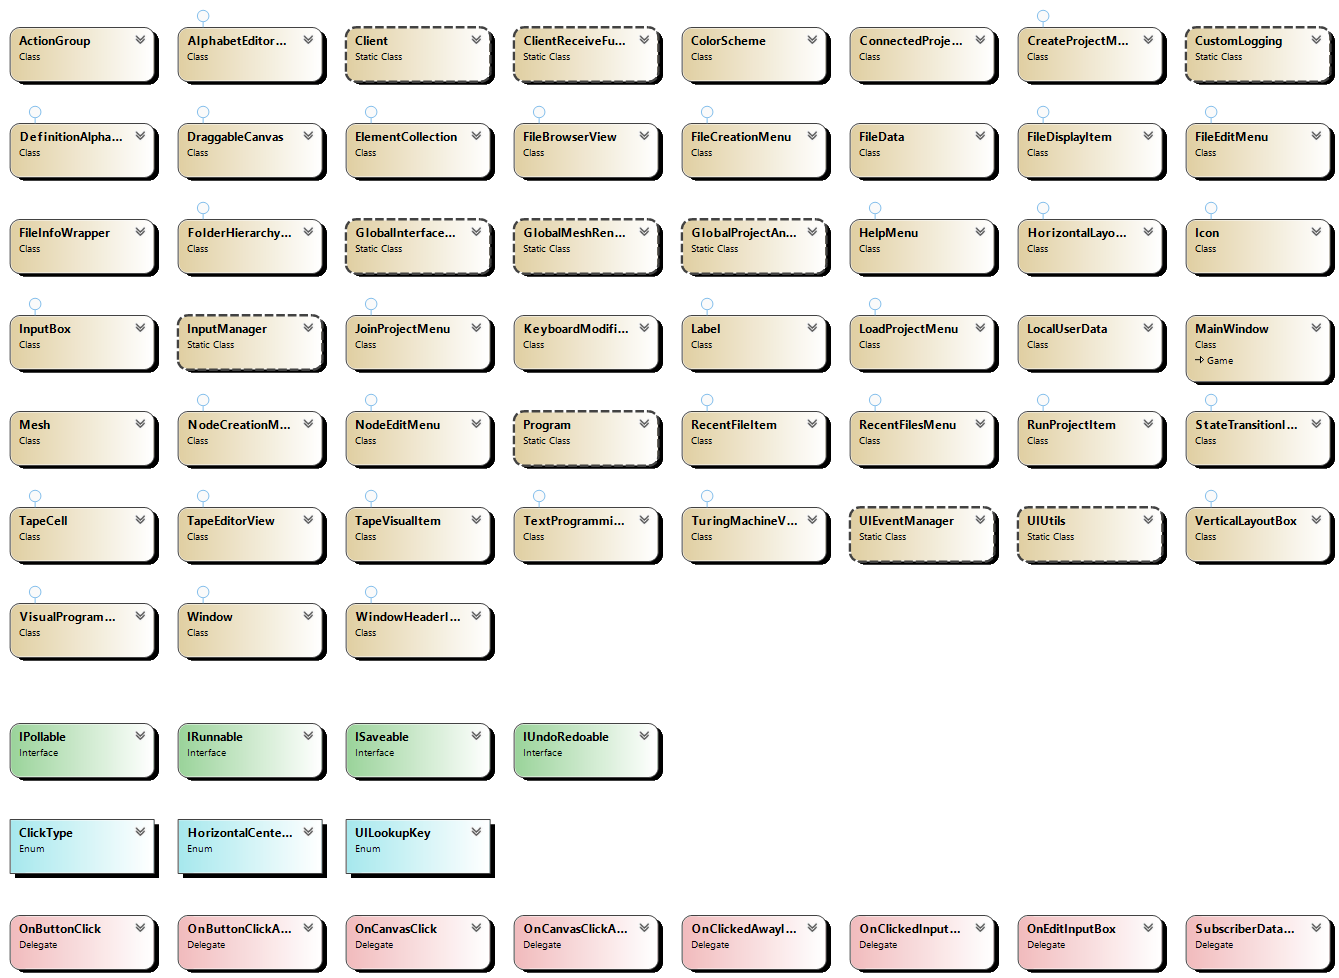 ActionGroup
Class
AlphabetEditor...
Class
Client
Static Class
ClientReceiveFu...
Static Class
ColorScheme
Class
ConnectedProje...
Class
CreateProjectM...
Class
CustomLogging
Static Class
DefinitionAlpha...
Class
DraggableCanvas
Class
ElementCollection
Class
FileBrowserView
Class
FileCreationMenu
Class
FileData
Class
FileDisplayItem
Class
FileEditMenu
Class
FileInfoWrapper
Class
FolderHierarchy...
Class
GlobalInterface...
Static Class
GlobalMeshRen...
Static Class
GlobalProjectAn...
Static Class
HelpMenu
Class
HorizontalLayo...
Class
Icon
Class
InputBox
Class
InputManager
Static Class
JoinProjectMenu
Class
KeyboardModifi...
Class
Label
Class
LoadProjectMenu
Class
LocalUserData
Class
MainWindow
Class
Game
Mesh
Class
NodeCreationM...
Class
NodeEditMenu
Class
Program
Static Class
RecentFileItem
Class
RecentFilesMenu
Class
RunProjectItem
Class
StateTransitionI...
Class
TapeCell
Class
TapeEditorView
Class
TapeVisualItem
Class
TextProgrammi...
Class
TuringMachineV...
Class
UIEventManager
Static Class
UIUtils
Static Class
VerticalLayoutBox
Class
VisualProgram...
Class
Window
Class
WindowHeaderI...
Class
IPollable
Interface
IRunnable
Interface
ISaveable
Interface
IUndoRedoable
Interface
ClickType
Enum
HorizontalCente...
Enum
UILookupKey
Enum
OnButtonClick
Delegate
OnButtonClickA...
Delegate
OnCanvasClick
Delegate
OnCanvasClickA...
Delegate
OnClickedAwayI...
Delegate
OnClickedInput...
Delegate
OnEditInputBox
Delegate
SubscriberData...
Delegate